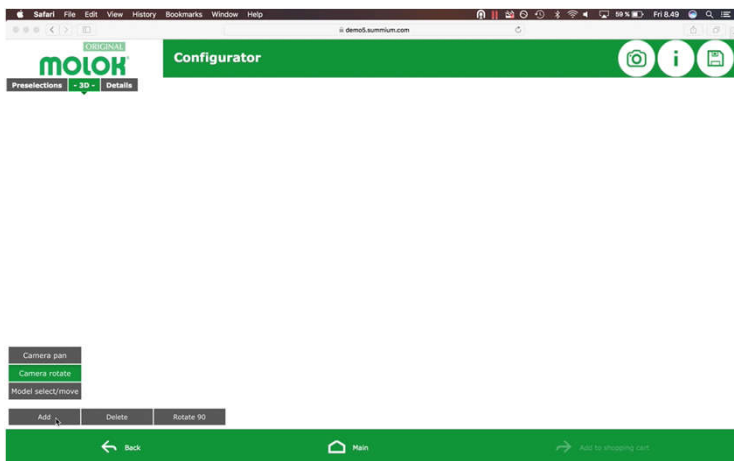 Safari File Edit View History Bookmarks Window Help 59 % Fri 8.49
demo5.summium.com
ORIGINAL
MOLOK
Configurator
i
Preselections - 3D - Details
Camera pan
Camera rotate
Model select/move
Add Delete Rotate 90
Back Main Add to shopping cart